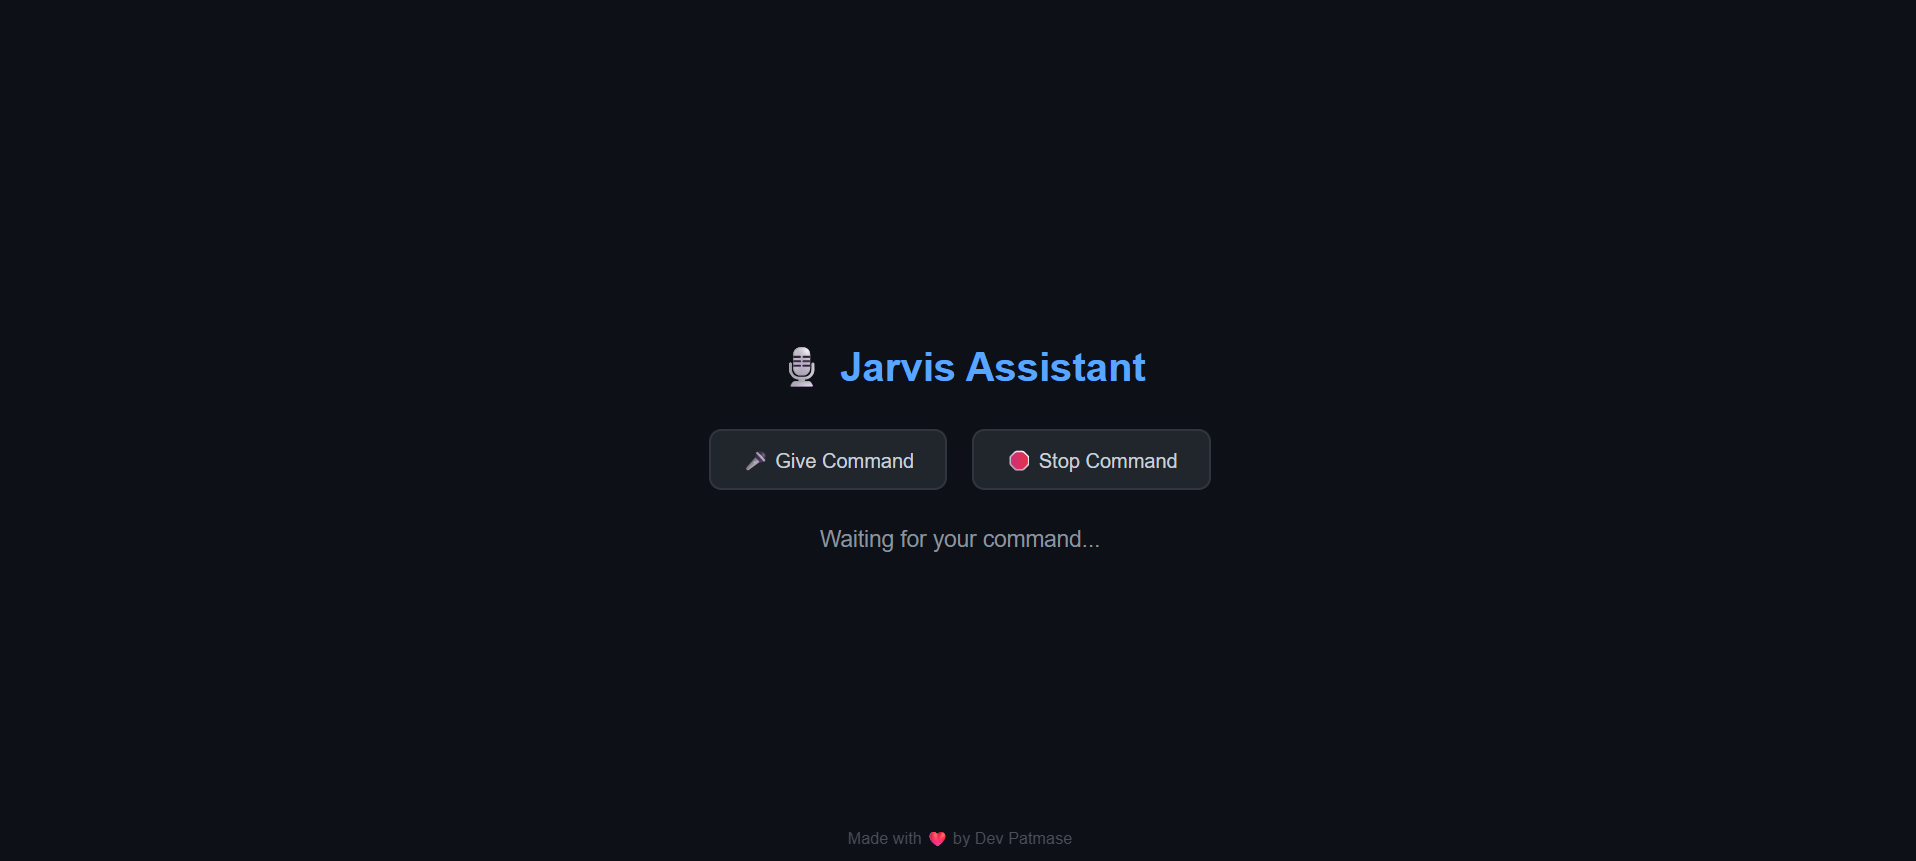 🎙️ Jarvis Assistant
🎤 Give Command
🛑 Stop Command
Waiting for your command...
Made with ❤️ by Dev Patmase